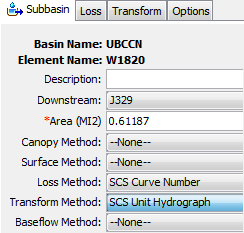 Subbasin Loss Transform Options
Basin Name: UBCCN
Element Name: W1820
Description:
Downstream: J329
*Area (MI2) 0.61187
Canopy Method: --None--
Surface Method: --None--
Loss Method: SCS Curve Number
Transform Method: SCS Unit Hydrograph
Baseflow Method: --None--